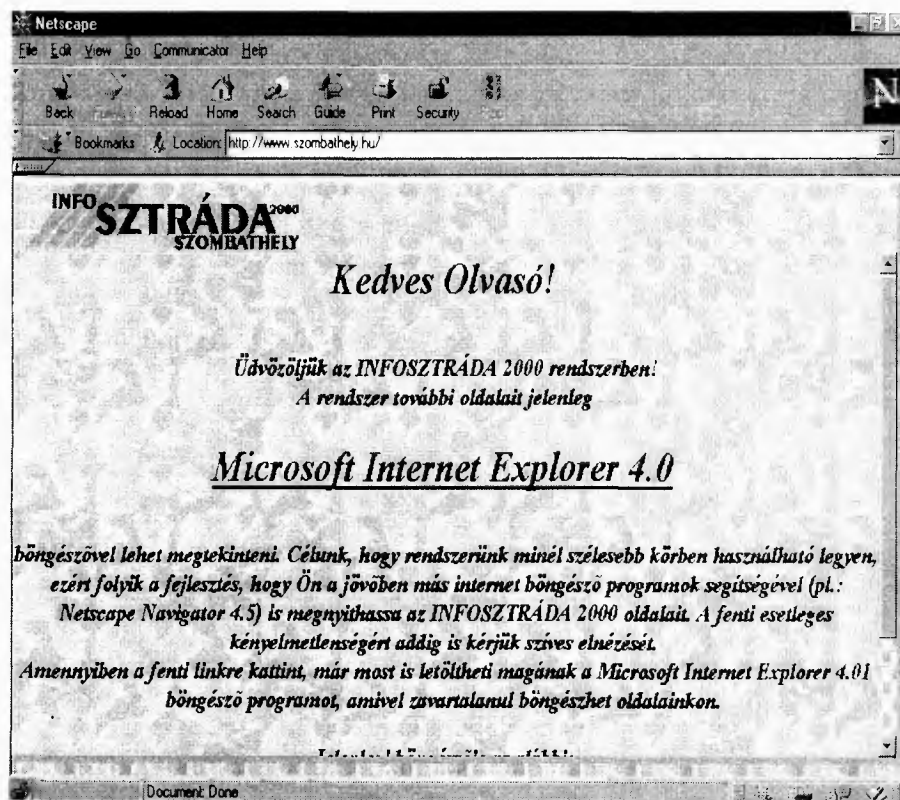 Netscape
File Edit View Go Communicator Help
Back Reload Home Search Guide Print Security
Bookmarks Location: http://www.szombathely.hu/
INFO
SZTRÁDA 2000
SZOMBATHELY
Kedves Olvasó!
Üdvözöljük az INFOSZTRÁDA 2000 rendszerben!
A rendszer további oldalait jelenleg
Microsoft Internet Explorer 4.0
böngészővel lehet megtekinteni. Célunk, hogy rendszerünk minél szélesebb körben használható legyen,
ezért folyik a fejlesztés, hogy Ön a jövőben más internet böngésző programok segítségével (pl.:
Netscape Navigator 4.5) is megnyithassa az INFOSZTRÁDA 2000 oldalait. A fenti esetleges
kényelmetlenségért addig is kérjük szíves elnézését.
Amennyiben a fenti linkre kattint, már most is letöltheti magának a Microsoft Internet Explorer 4.01
böngésző programot, amivel zavartalanul böngészhet oldalainkon.
Document: Done